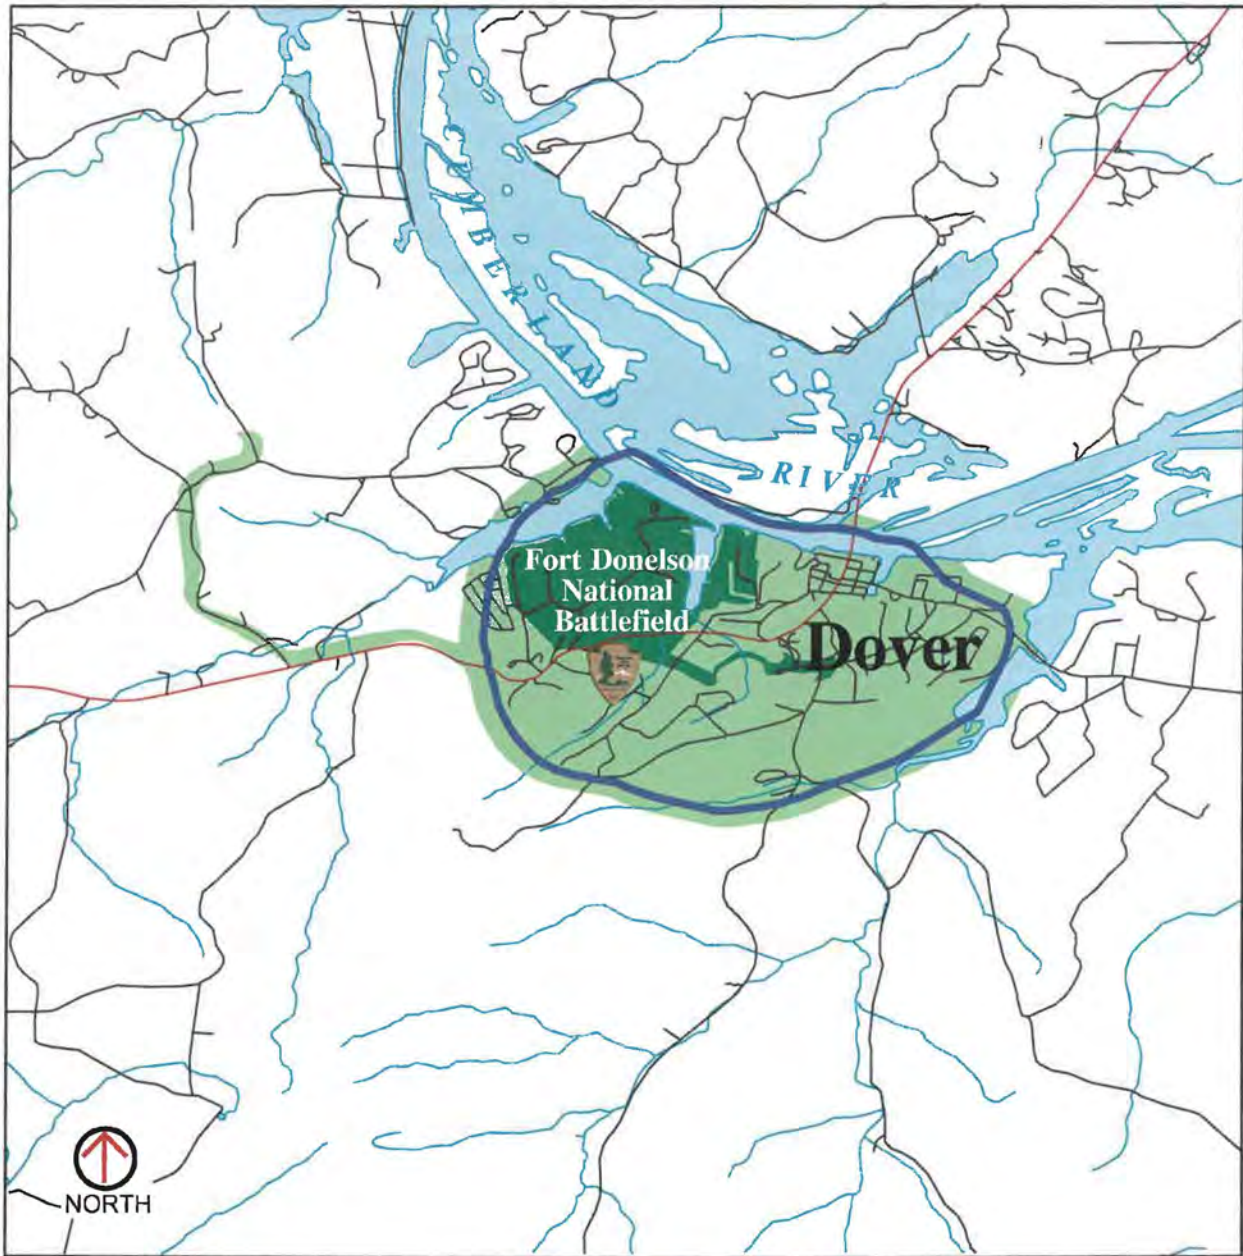 CUMBERLAND
RIVER
Fort Donelson
National
Battlefield
Dover
NORTH